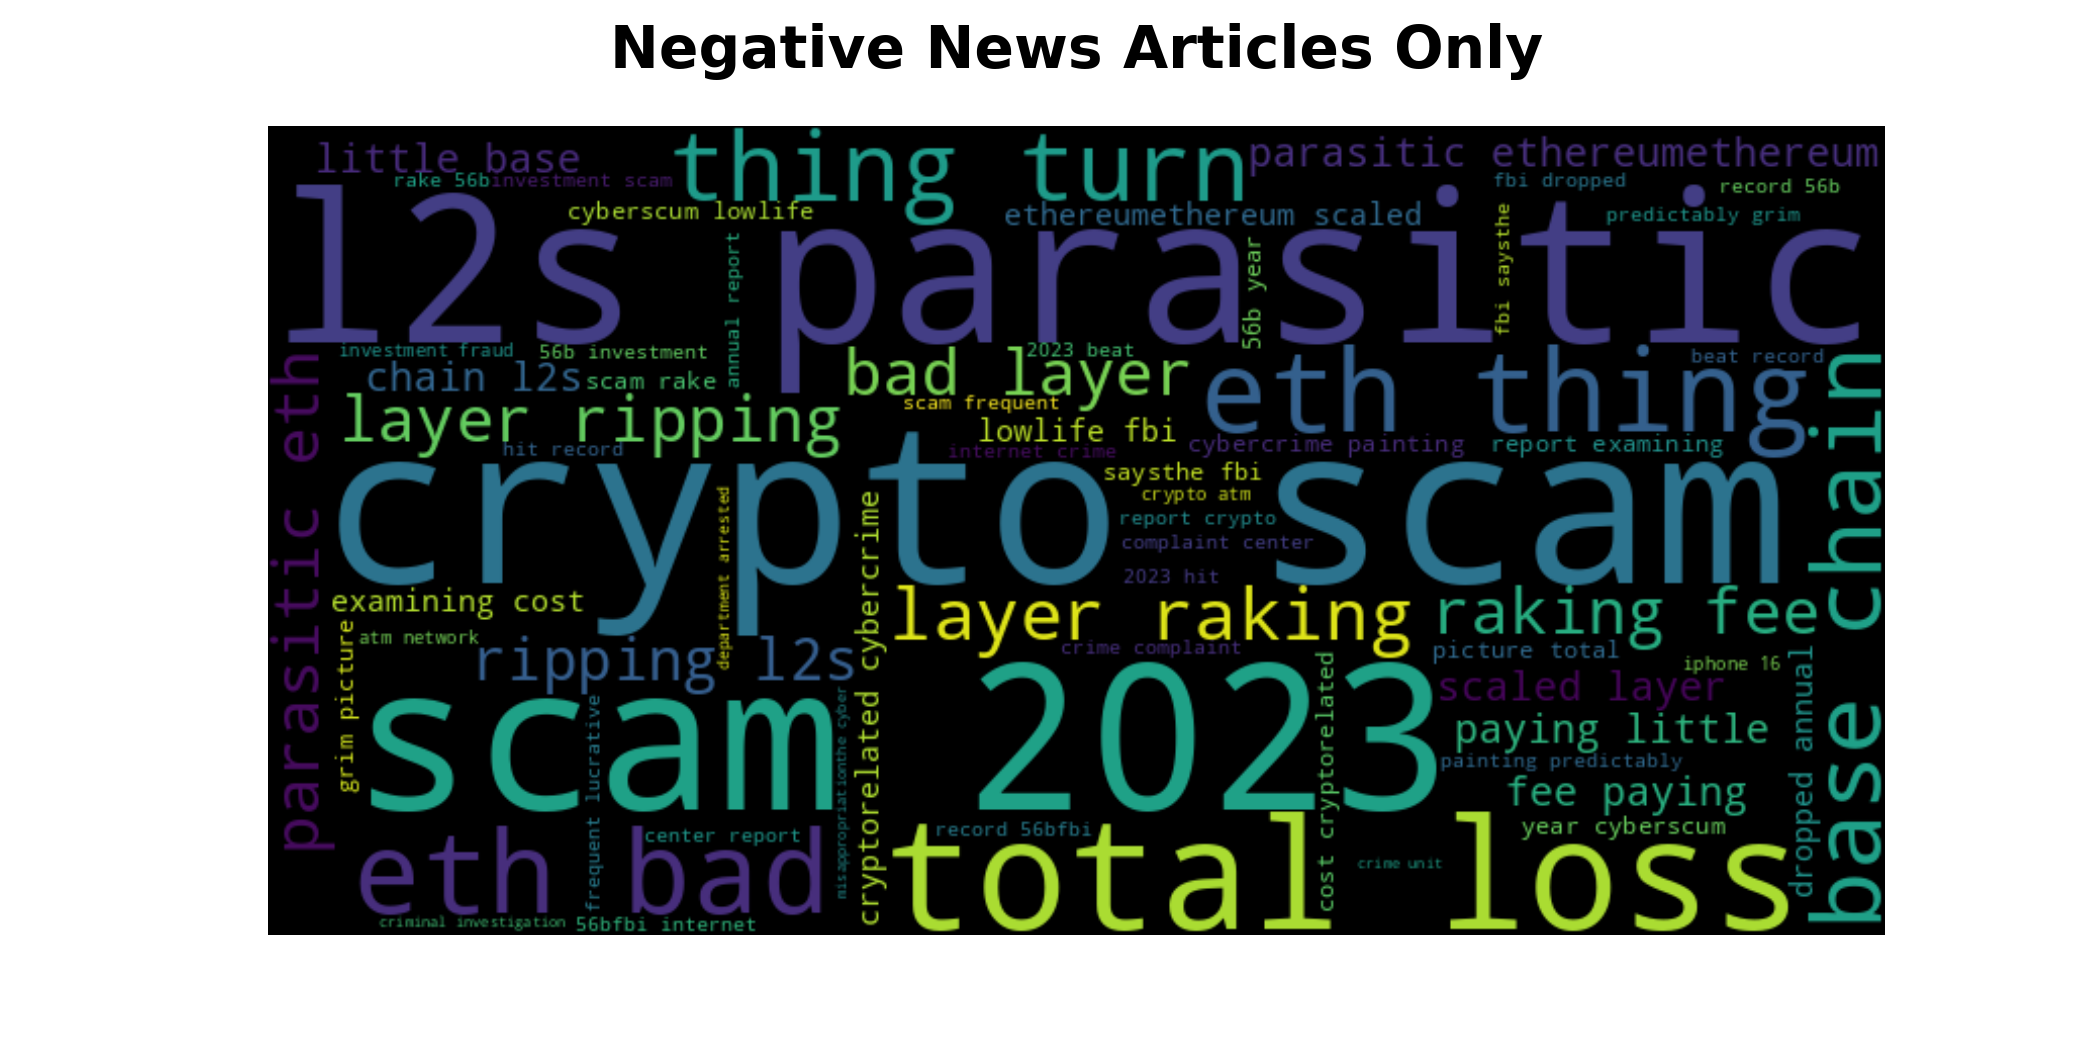 Negative News Articles Only
little base
thing turn
parasitic ethereumethereum
rake 56b
investment scam
fbi dropped
record 56b
cyberscum lowlife
ethereumethereum scaled
predictably grim
l2s parasitic
annual report
56b year
fbi saysthe
investment fraud
56b investment
2023 beat
beat record
chain l2s
scam rake
bad layer
eth thing
parasitic eth
base chain
layer ripping
scam frequent
lowlife fbi
hit record
internet crime
cybercrime painting
report examining
crypto scam
saysthe fbi
crypto atm
report crypto
complaint center
2023 hit
department arrested
cryptorelated cybercrime
examining cost
layer raking
raking fee
atm network
ripping l2s
crime complaint
picture total
iphone 16
grim picture
scam 2023
scaled layer
paying little
painting predictably
frequent lucrative
misappropriationthe cyber
cost cryptorelated
dropped annual
fee paying
center report
record 56bfbi
year cyberscum
eth bad
total loss
crime unit
criminal investigation
56bfbi internet